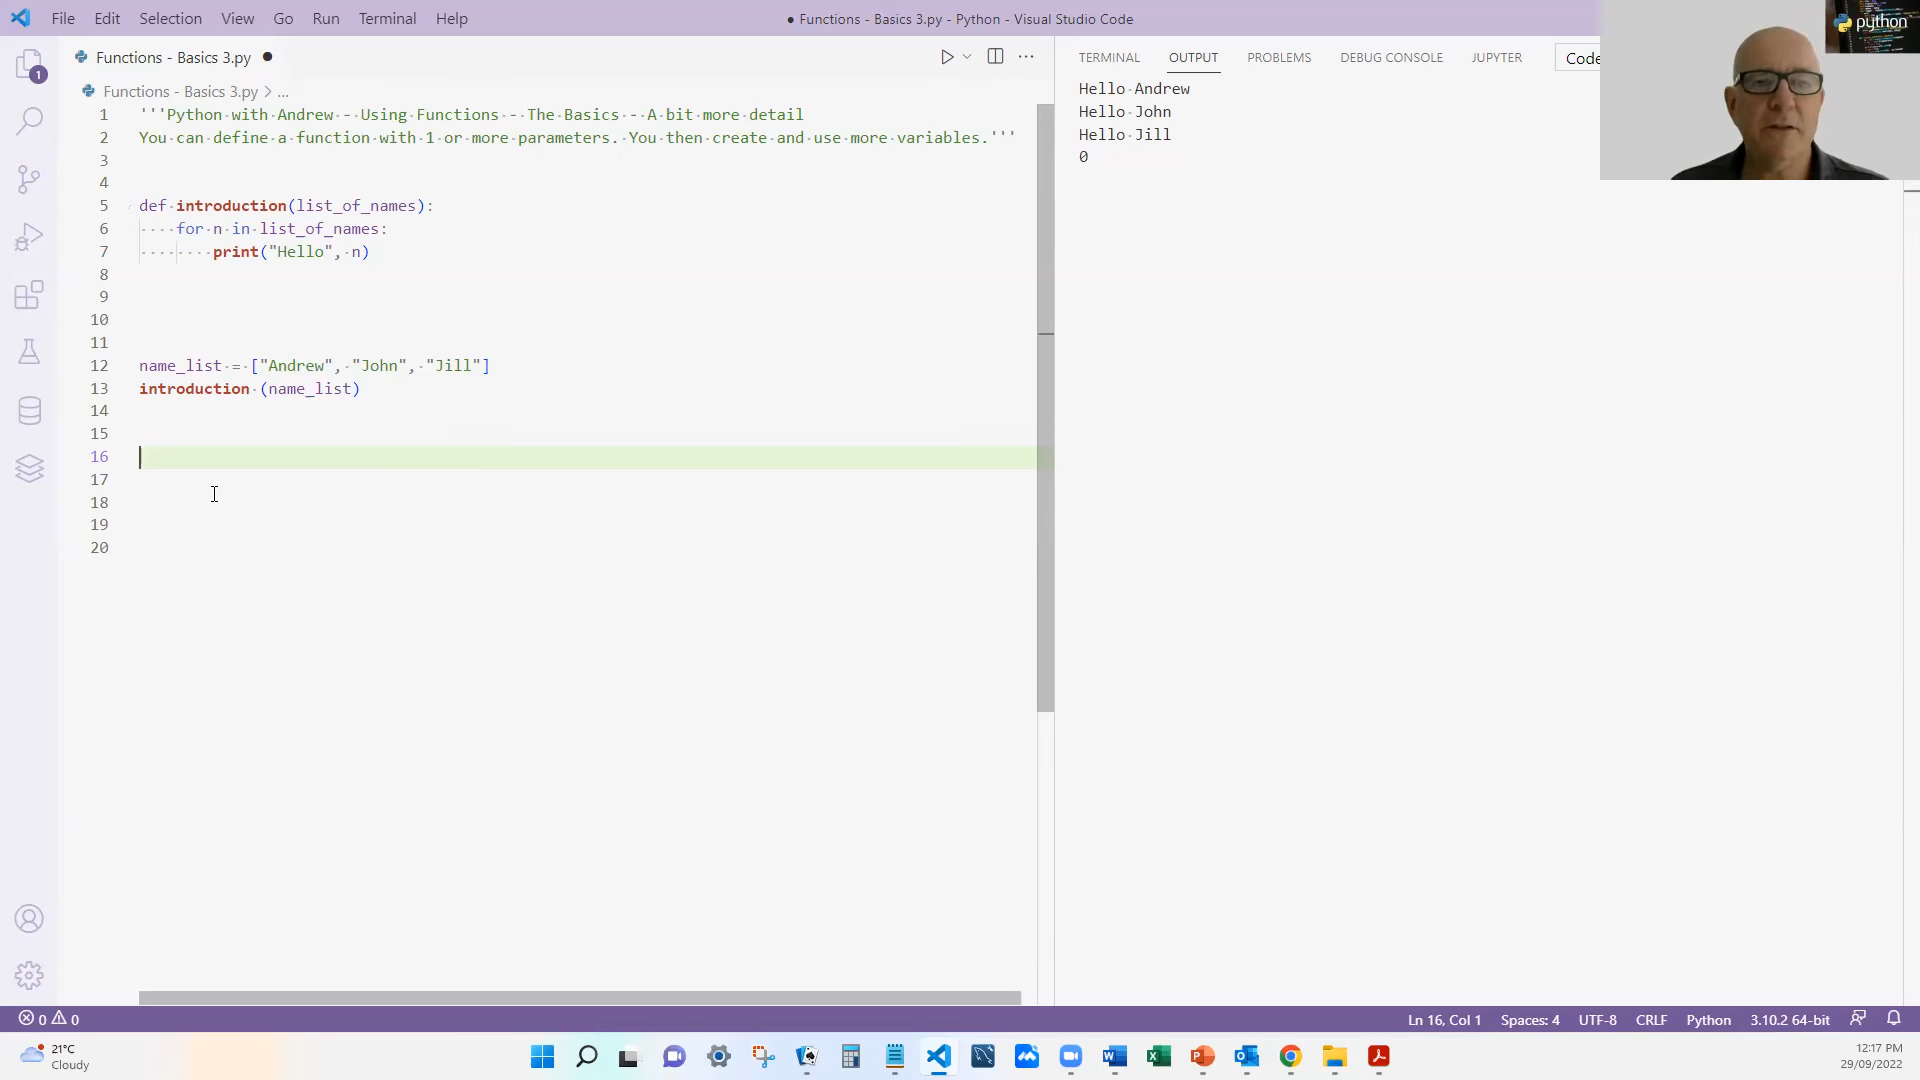 File Edit Selection View Go Run Terminal Help
● Functions - Basics 3.py - Python - Visual Studio Code
python
1
Functions - Basics 3.py ●
Functions - Basics 3.py > ...
1 '''Python with Andrew - Using Functions - The Basics - A bit more detail
2 You can define a function with 1 or more parameters. You then create and use more variables.'''
3
4
5 def introduction(list_of_names):
6 for n in list_of_names:
7 print("Hello", n)
8
9
10
11
12 name_list = ["Andrew", "John", "Jill"]
13 introduction (name_list)
14
15
16
17
18
19
20
TERMINAL OUTPUT PROBLEMS DEBUG CONSOLE JUPYTER Code
Hello Andrew
Hello John
Hello Jill
0
0 0
Ln 16, Col 1 Spaces: 4 UTF-8 CRLF Python 3.10.2 64-bit
21°C
Cloudy
12:17 PM
29/09/2022